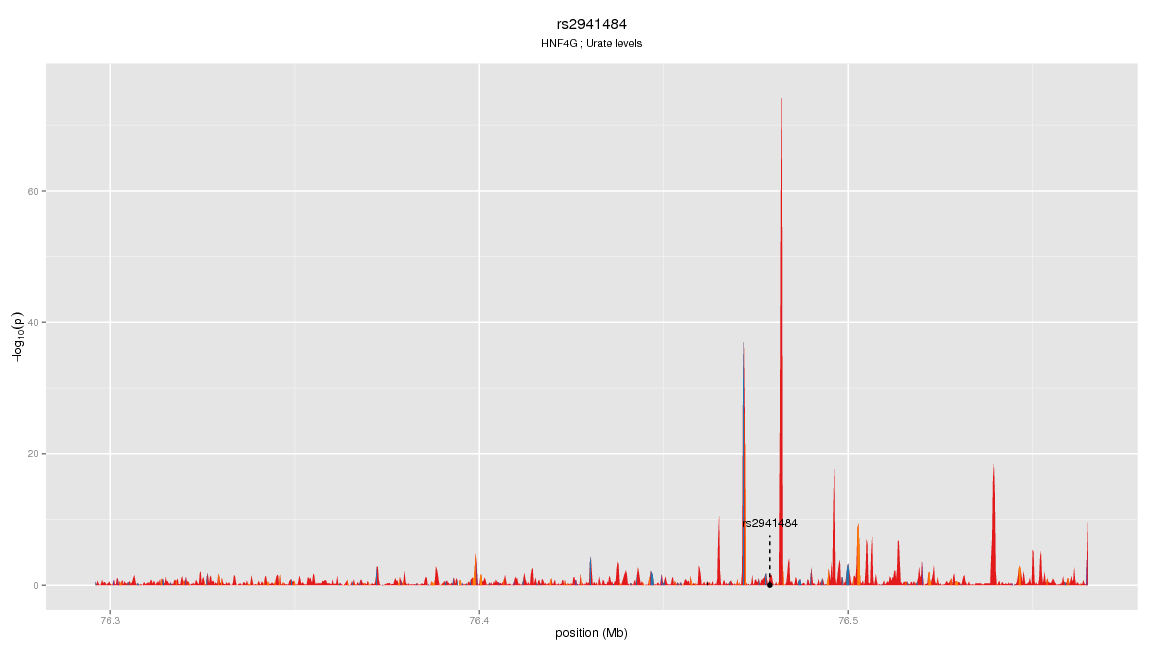 rs2941484
HNF4G ; Urate levels
60
40
20
0
−log10(p)
rs2941484
76.3
76.4
76.5
position (Mb)